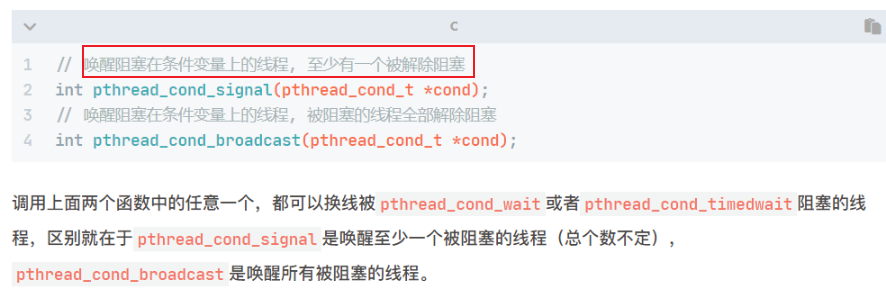 C
1 // 唤醒阻塞在条件变量上的线程, 至少有一个被解除阻塞
2 int pthread_cond_signal(pthread_cond_t *cond);
3 // 唤醒阻塞在条件变量上的线程, 被阻塞的线程全部解除阻塞
4 int pthread_cond_broadcast(pthread_cond_t *cond);
调用上面两个函数中的任意一个，都可以换线被 pthread_cond_wait 或者 pthread_cond_timedwait 阻塞的线
程，区别就在于 pthread_cond_signal 是唤醒至少一个被阻塞的线程（总个数不定），
pthread_cond_broadcast 是唤醒所有被阻塞的线程。